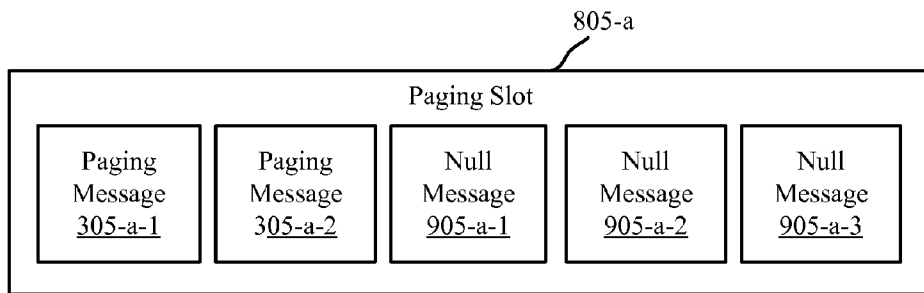 805-a
Paging Slot
Paging Message 305-a-1
Paging Message 305-a-2
Null Message 905-a-1
Null Message 905-a-2
Null Message 905-a-3